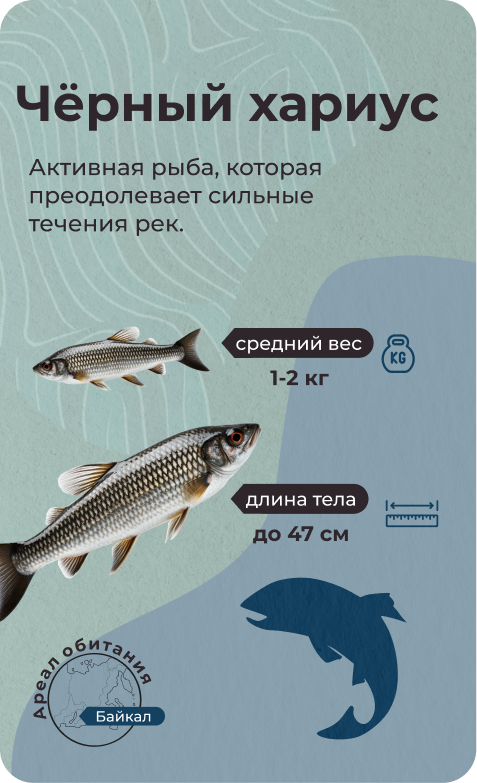 Чёрный хариус
Активная рыба, которая
преодолевает сильные
течения рек.
средний вес
KG
1-2 кг
длина тела
до 47 см
Ареал обитания
Байкал